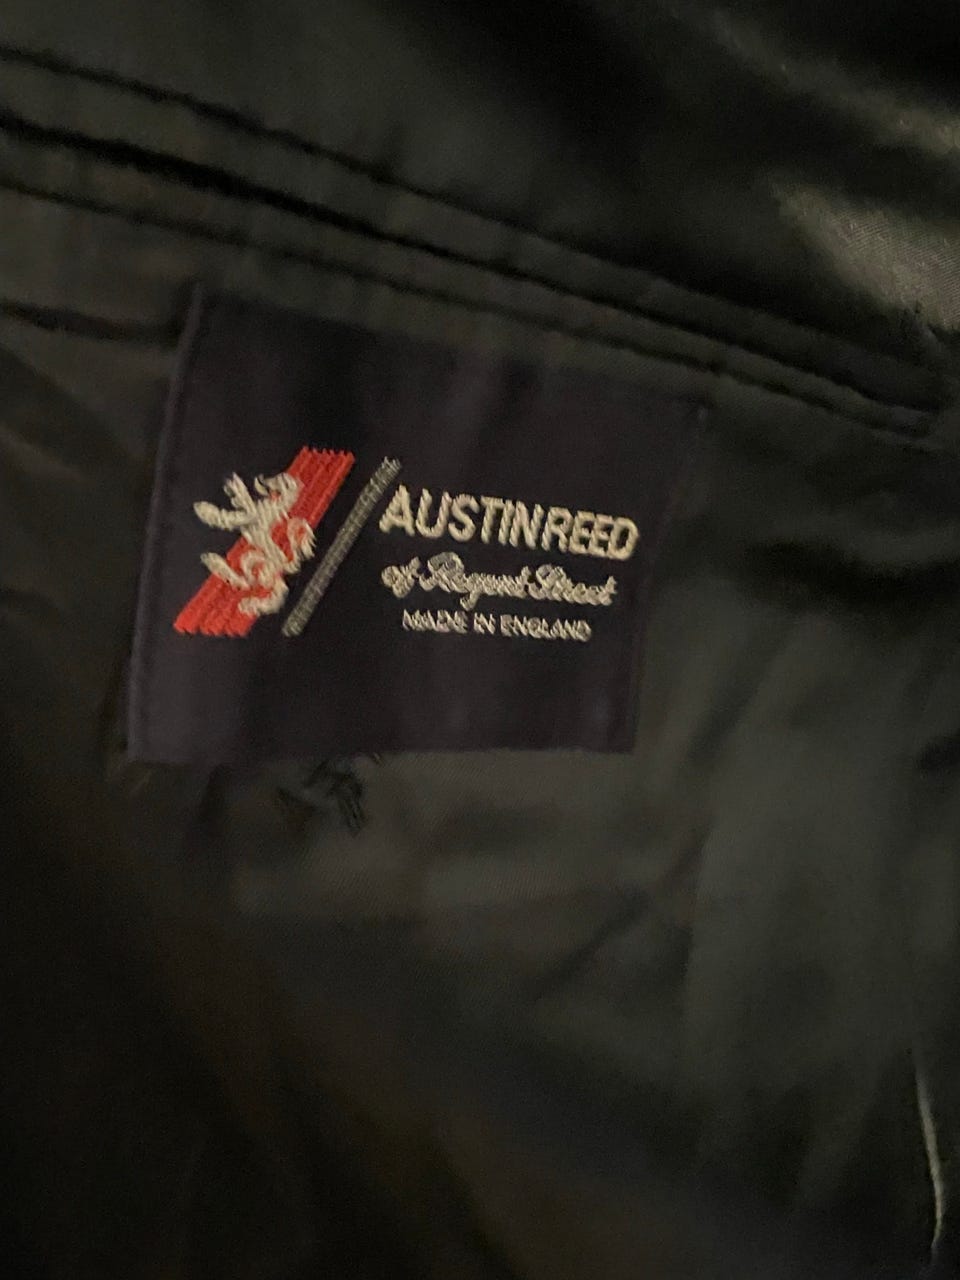 AUSTIN REED
of Regent Street
MADE IN ENGLAND